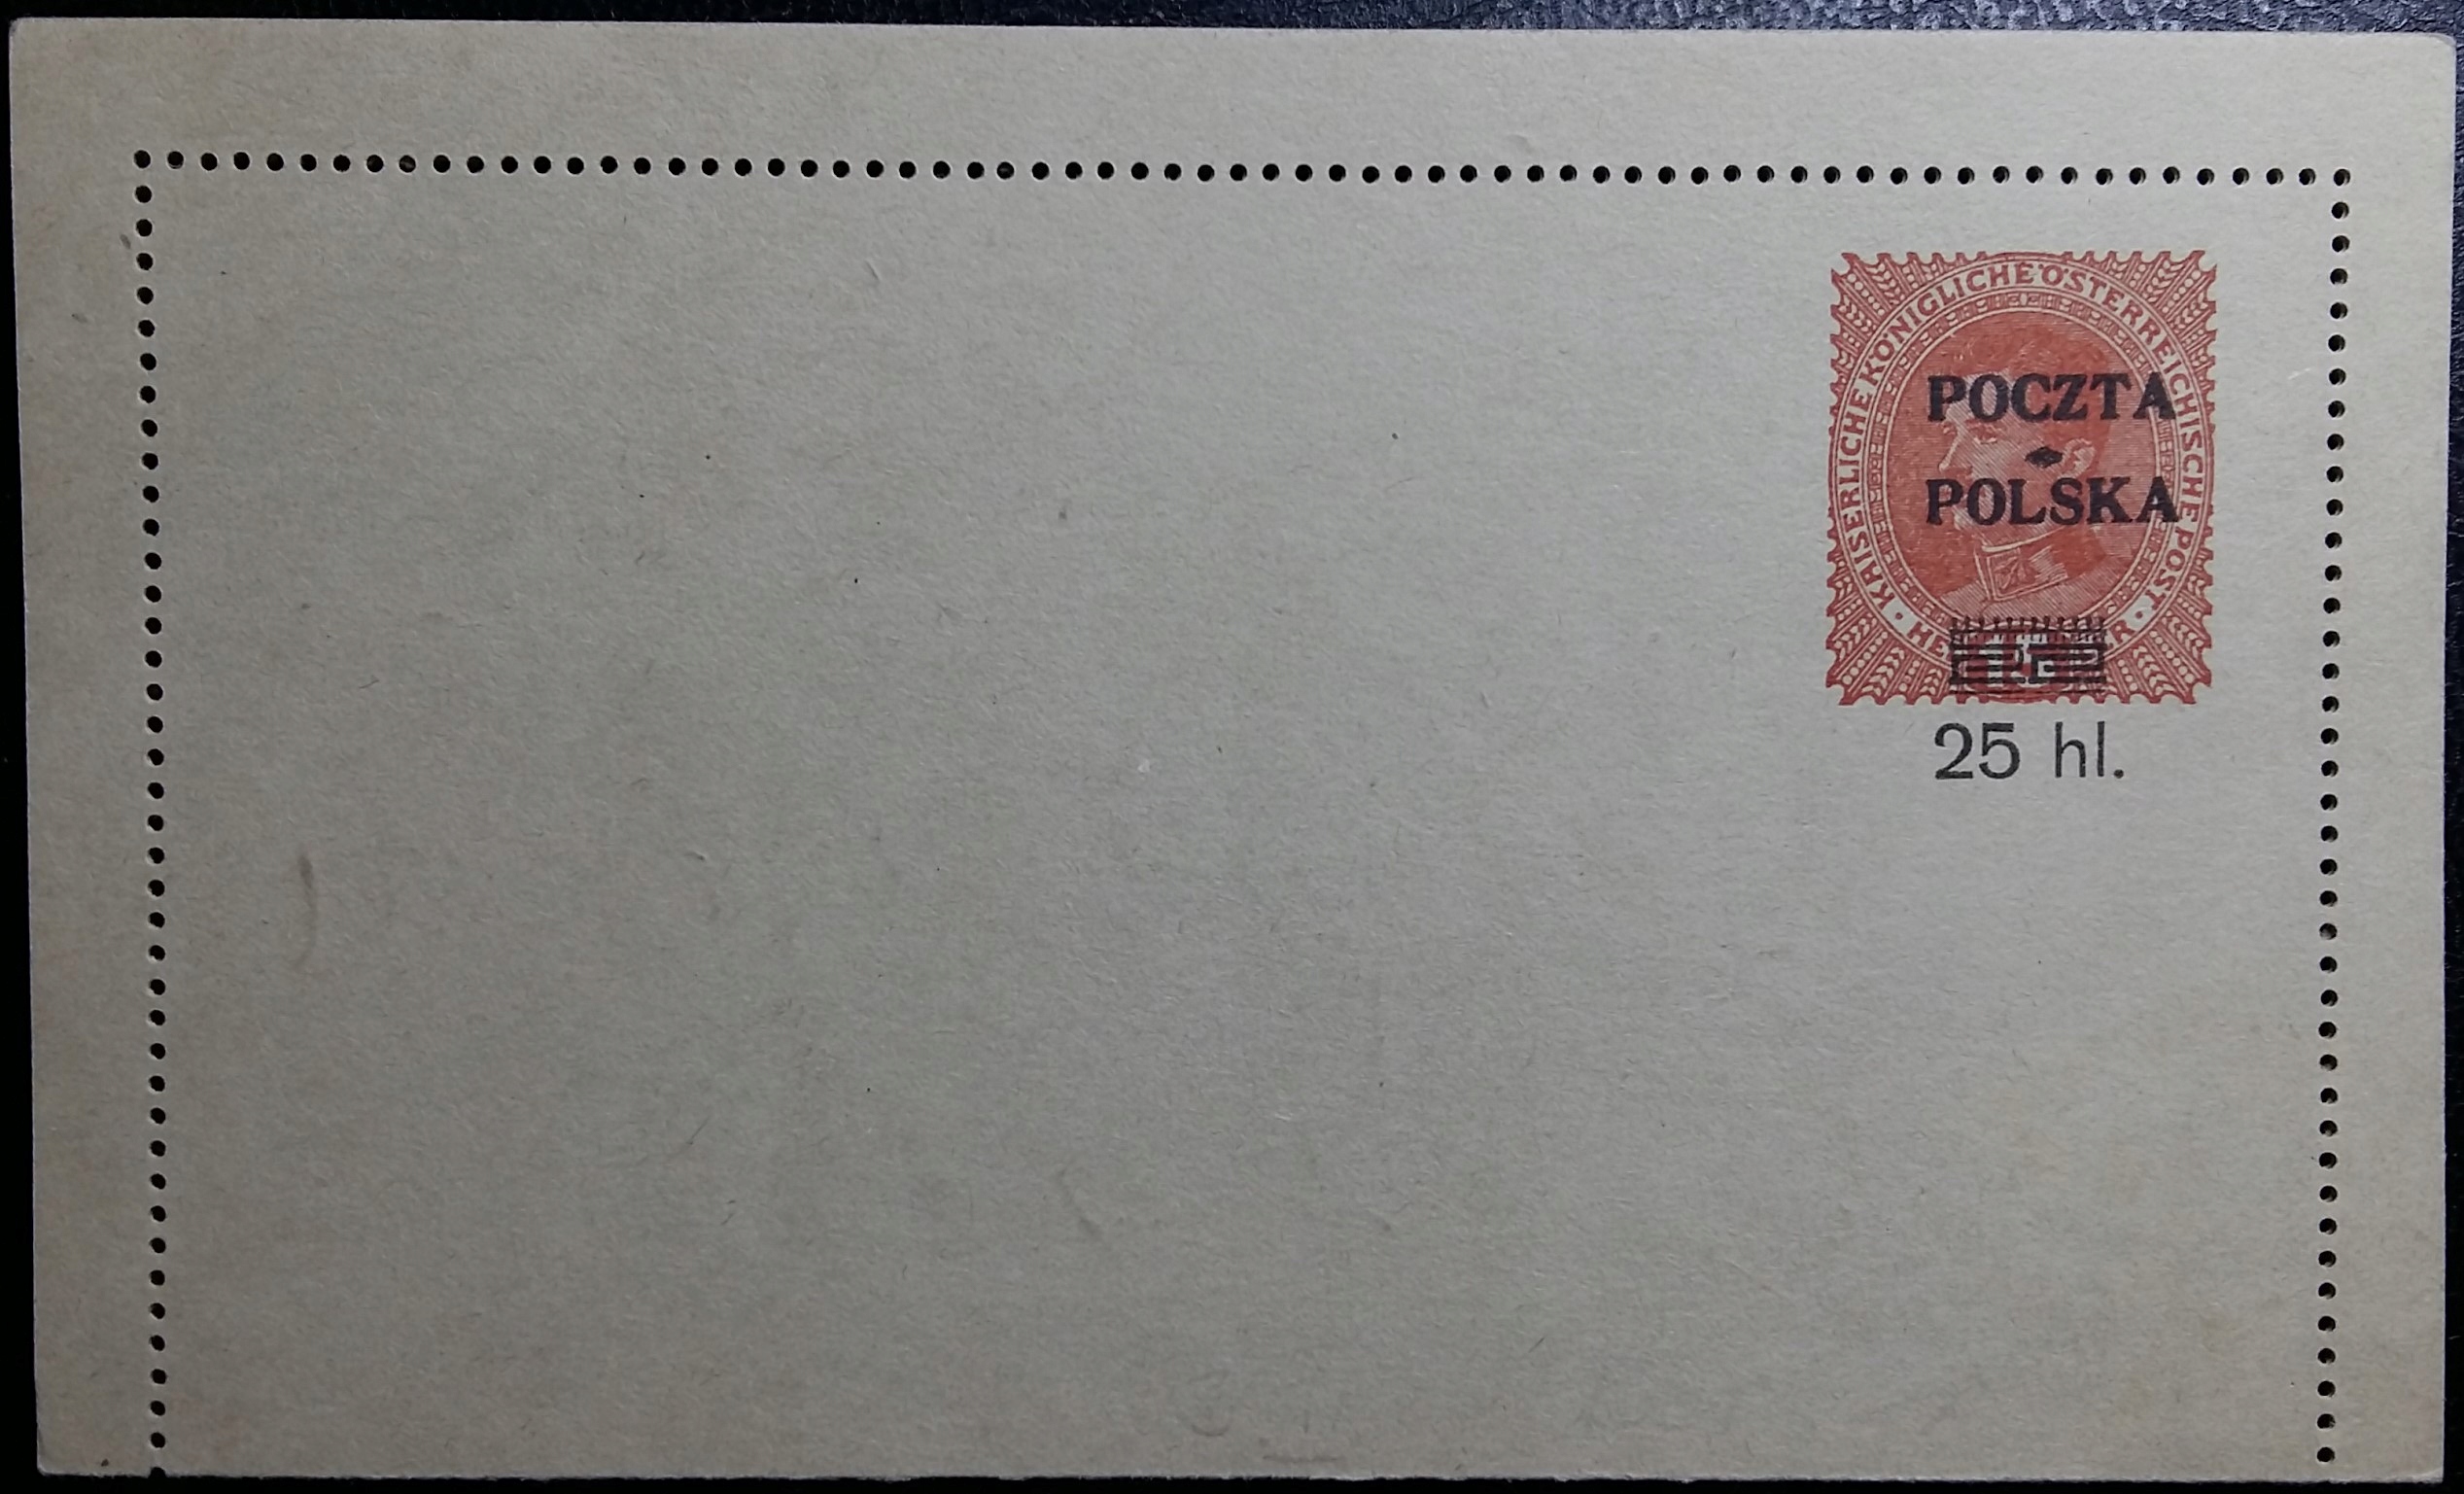 KAISERLICHE KÖNIGLICHE ÖSTERREICHISCHE POST
POCZTA
POLSKA
25 hl.